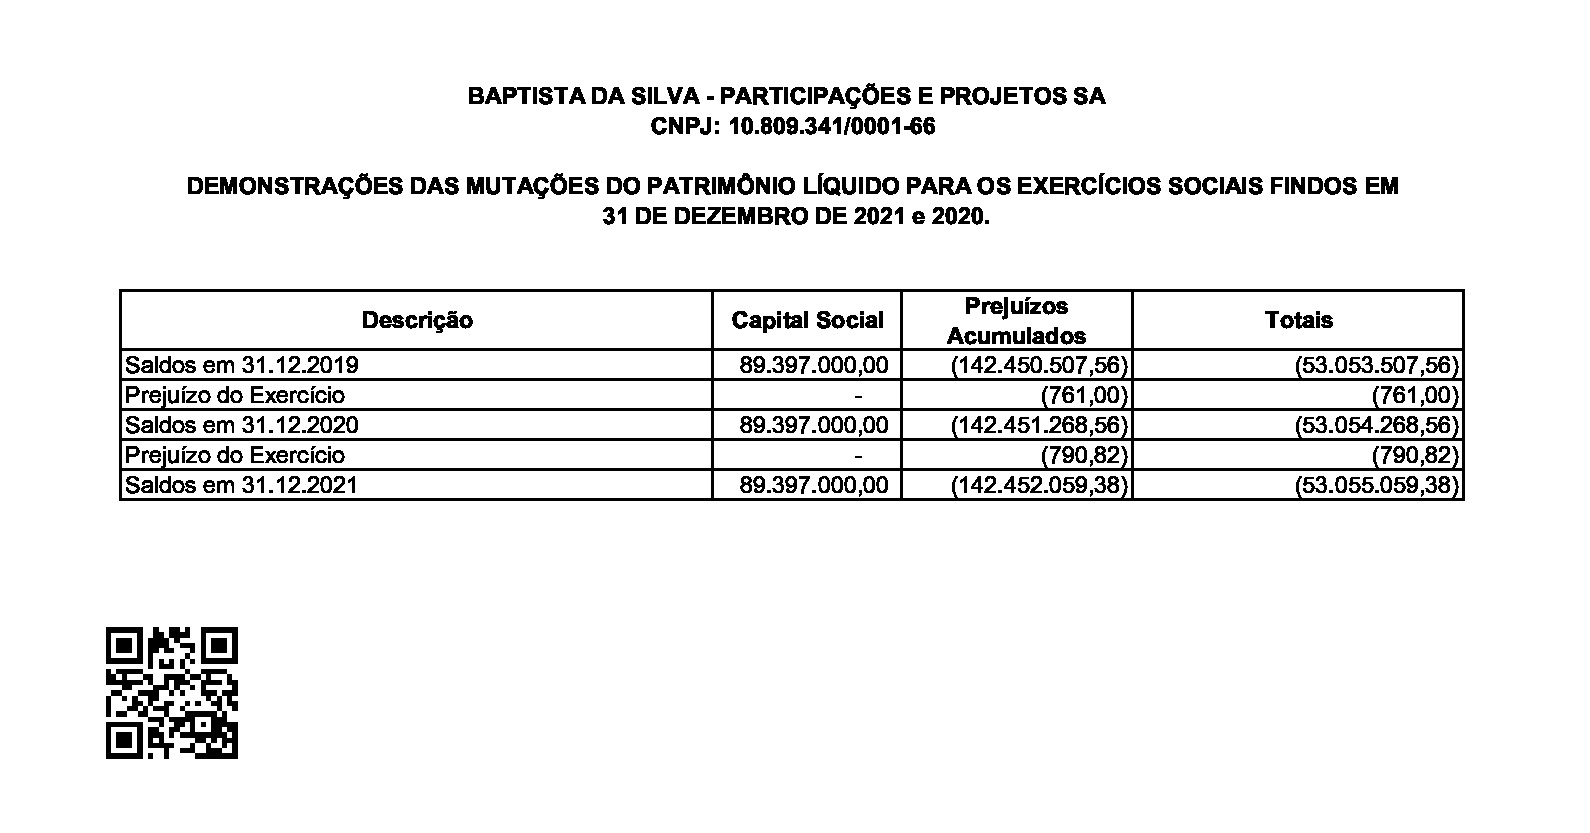 BAPTISTA DA SILVA - PARTICIPAÇÕES E PROJETOS SA
CNPJ: 10.809.341/0001-66
DEMONSTRAÇÕES DAS MUTAÇÕES DO PATRIMÔNIO LÍQUIDO PARA OS EXERCÍCIOS SOCIAIS FINDOS EM
31 DE DEZEMBRO DE 2021 e 2020.
Descrição Capital Social Prejuízos Acumulados Totais
Saldos em 31.12.2019 89.397.000,00 (142.450.507,56) (53.053.507,56)
Prejuízo do Exercício - (761,00) (761,00)
Saldos em 31.12.2020 89.397.000,00 (142.451.268,56) (53.054.268,56)
Prejuízo do Exercício - (790,82) (790,82)
Saldos em 31.12.2021 89.397.000,00 (142.452.059,38) (53.055.059,38)